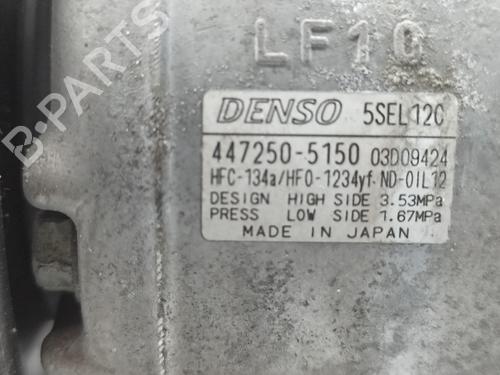 LF10
DENSO 5SEL12C
447250-5150 03D09424
HFC-134a/HFO-1234yf ND-OIL12
DESIGN HIGH SIDE 3.53MPa
PRESS LOW SIDE 1.67MPa
MADE IN JAPAN